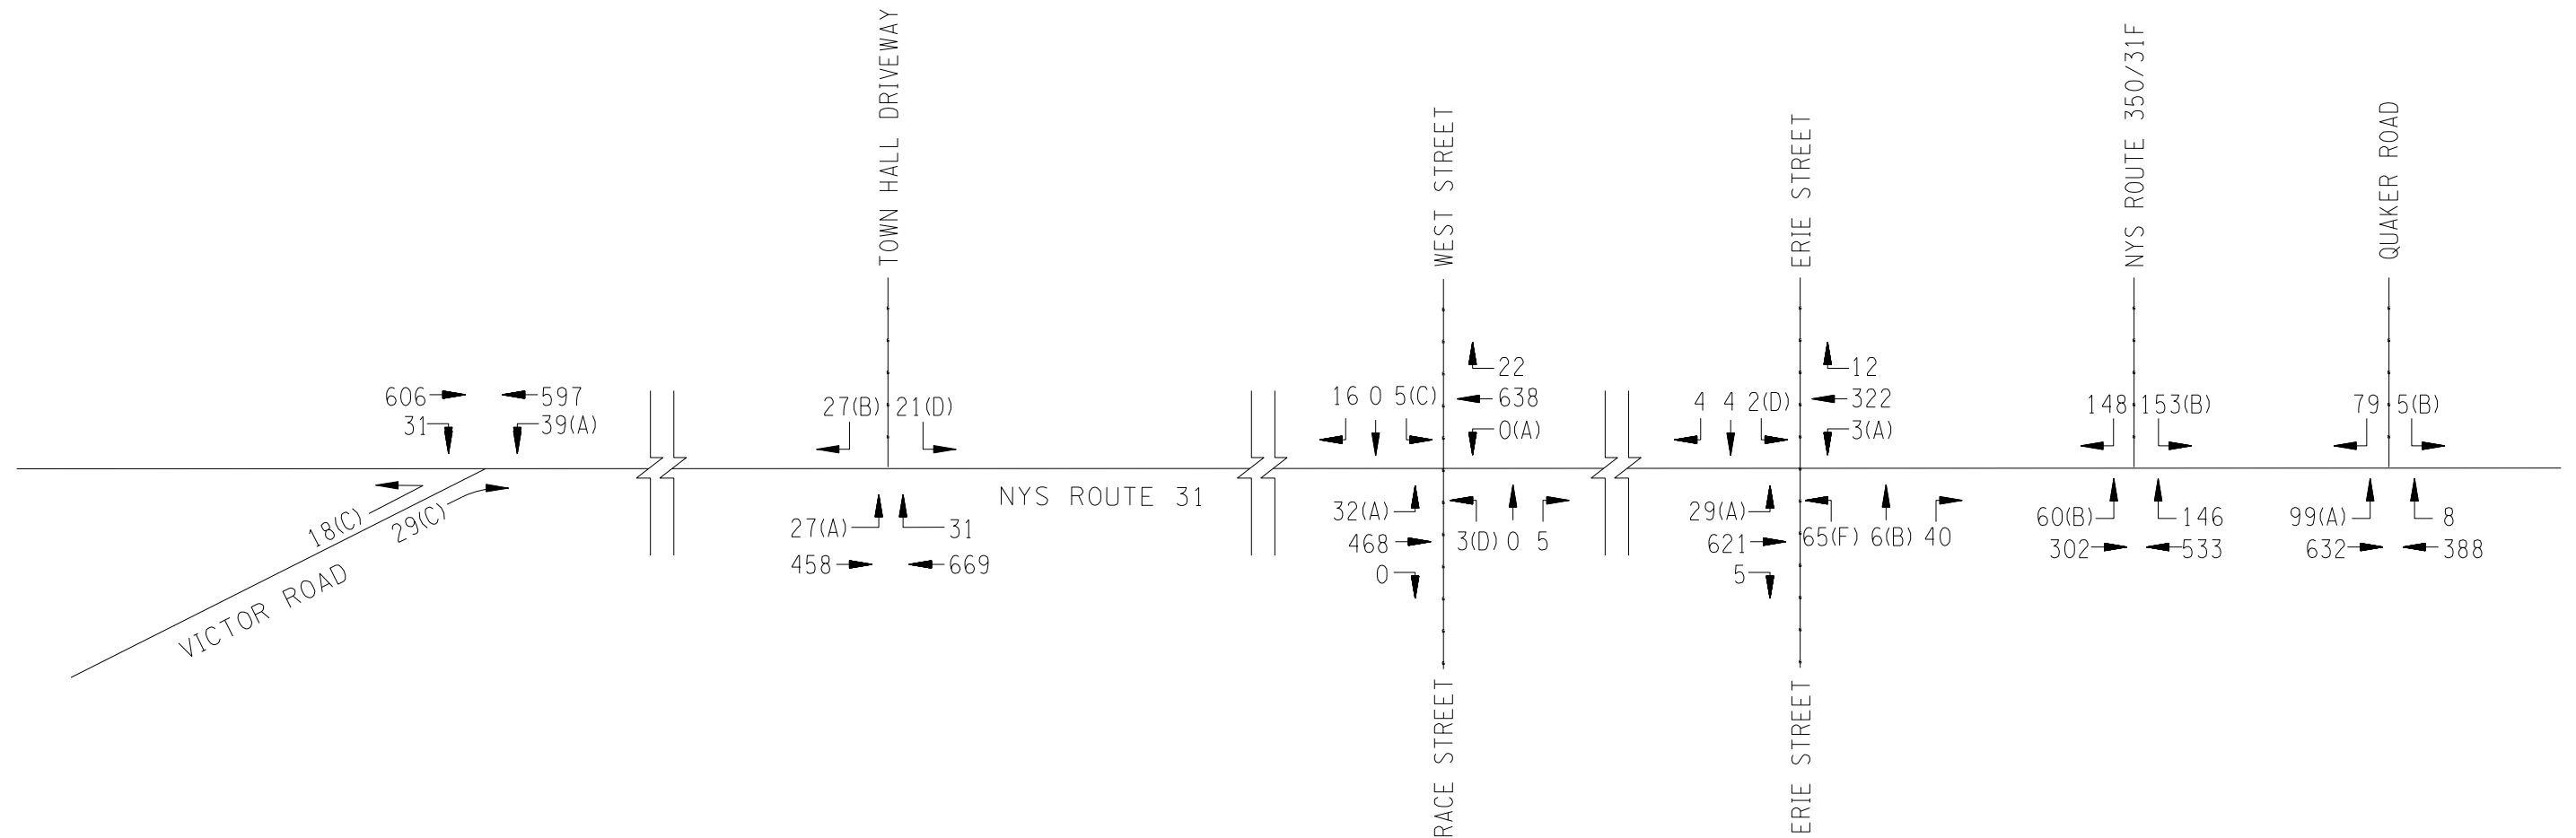 TOWN HALL DRIVEWAY
WEST STREET
ERIE STREET
NYS ROUTE 350/31F
QUAKER ROAD
606
597
31
39(A)
18(C)
29(C)
VICTOR ROAD
27(B) 21(D)
27(A)
31
458
669
NYS ROUTE 31
16 0 5(C)
22
638
0(A)
32(A)
468
0
3(D) 0 5
RACE STREET
4 4 2(D)
12
322
3(A)
29(A)
621
5
65(F) 6(B) 40
ERIE STREET
148 153(B)
60(B)
146
302
533
79 5(B)
99(A)
8
632
388